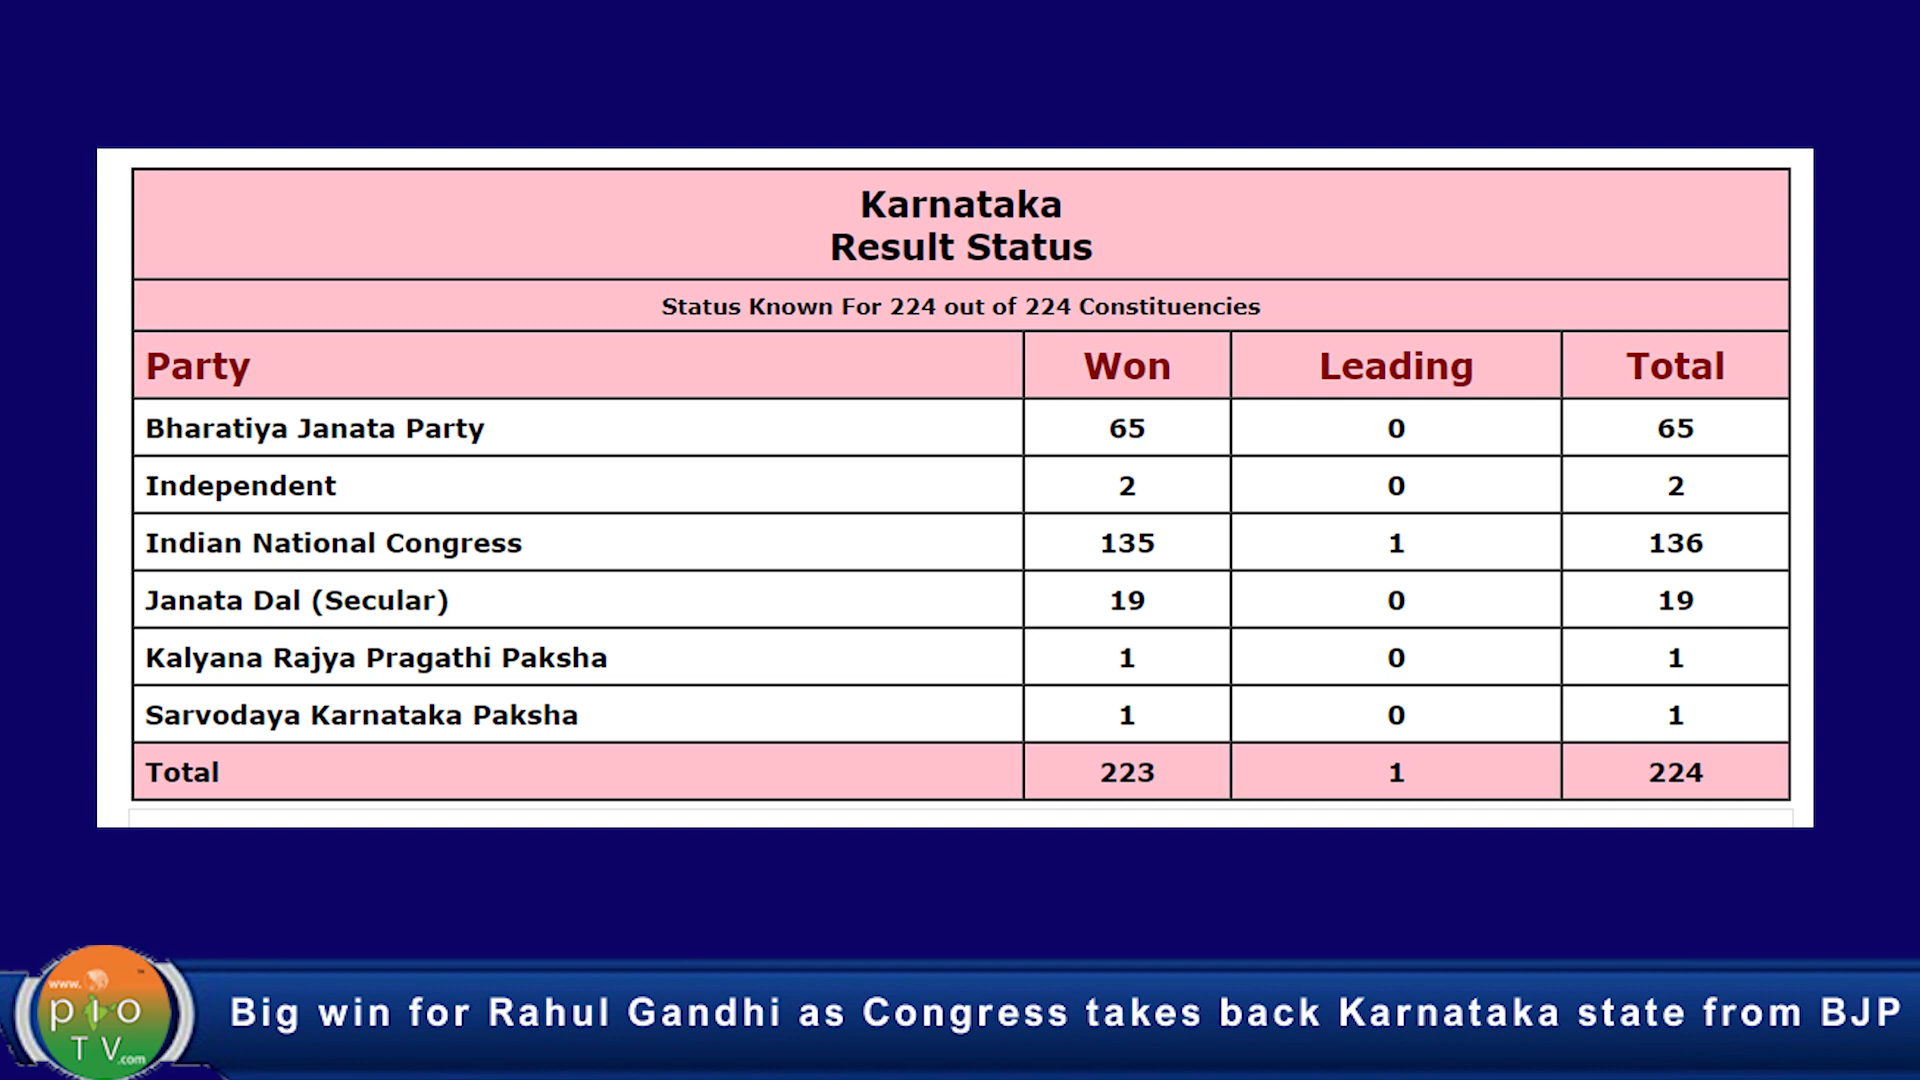 Karnataka
Result Status
Status Known For 224 out of 224 Constituencies
Party Won Leading Total
Bharatiya Janata Party 65 0 65
Independent 2 0 2
Indian National Congress 135 1 136
Janata Dal (Secular) 19 0 19
Kalyana Rajya Pragathi Paksha 1 0 1
Sarvodaya Karnataka Paksha 1 0 1
Total 223 1 224
www. ™
pio
TV.com
Big win for Rahul Gandhi as Congress takes back Karnataka state from BJP